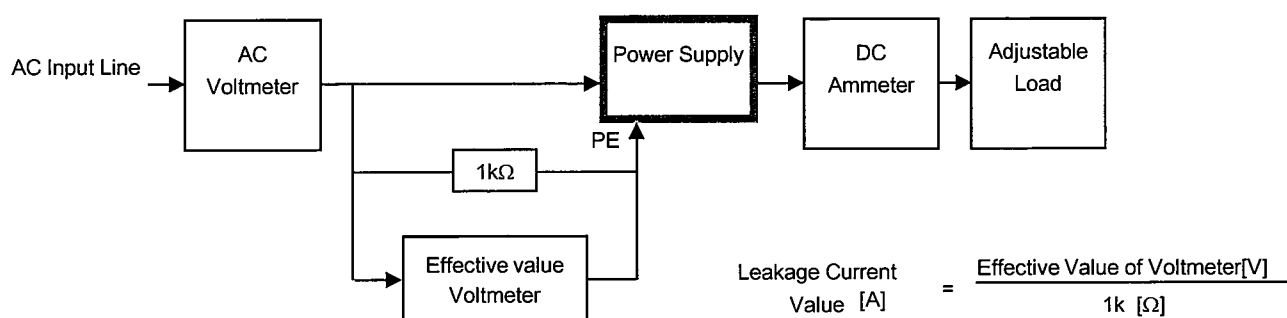 AC Input Line
AC
Voltmeter
Power Supply
DC
Ammeter
Adjustable
Load
PE
1kΩ
Effective value
Voltmeter
Leakage Current
Value [A]
=
Effective Value of Voltmeter[V]
1k [Ω]